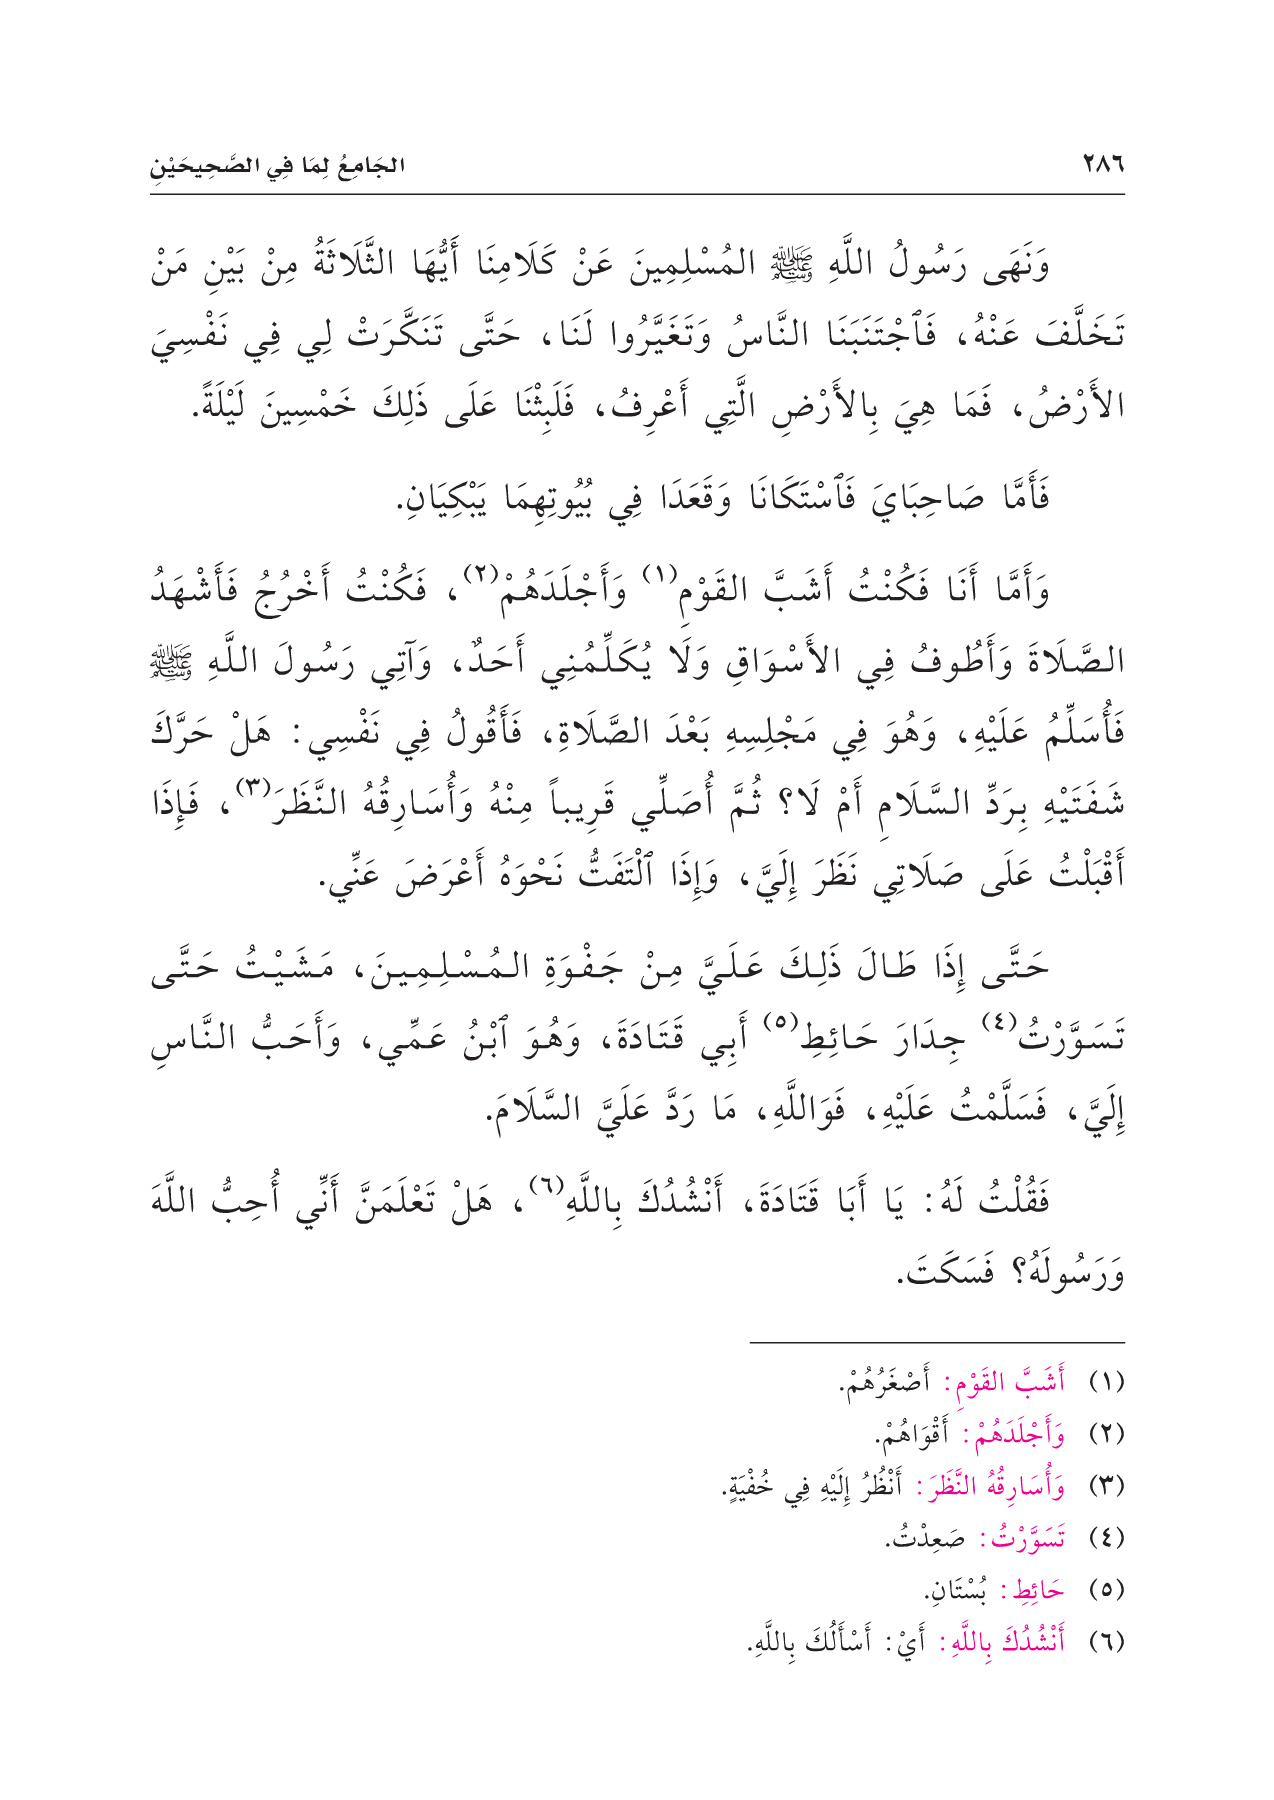 ٢٨٦
الجَامِعُ لِمَا فِي الصَّحِيحَيْنِ
وَنَهَى رَسُولُ اللَّهِ ﷺ المُسْلِمِينَ عَنْ كَلَامِنَا أَيُّهَا الثَّلَاثَةُ مِنْ بَيْنِ مَنْ
تَخَلَّفَ عَنْهُ، فَٱجْتَنَبَنَا النَّاسُ وَتَغَيَّرُوا لَنَا، حَتَّى تَنَكَّرَتْ لِي فِي نَفْسِيَ
الأَرْضُ، فَمَا هِيَ بِالأَرْضِ الَّتِي أَعْرِفُ، فَلَبِثْنَا عَلَى ذَلِكَ خَمْسِينَ لَيْلَةً.
فَأَمَّا صَاحِبَايَ فَٱسْتَكَانَا وَقَعَدَا فِي بُيُوتِهِمَا يَبْكِيَانِ.
وَأَمَّا أَنَا فَكُنْتُ أَشَبَّ القَوْمِ(١) وَأَجْلَدَهُمْ(٢)، فَكُنْتُ أَخْرُجُ فَأَشْهَدُ
الصَّلَاةَ وَأَطُوفُ فِي الأَسْوَاقِ وَلَا يُكَلِّمُنِي أَحَدٌ، وَآتِي رَسُولَ اللَّهِ ﷺ
فَأُسَلِّمُ عَلَيْهِ، وَهُوَ فِي مَجْلِسِهِ بَعْدَ الصَّلَاةِ، فَأَقُولُ فِي نَفْسِي: هَلْ حَرَّكَ
شَفَتَيْهِ بِرَدِّ السَّلَامِ أَمْ لَا؟ ثُمَّ أُصَلِّي قَرِيباً مِنْهُ وَأُسَارِقُهُ النَّظَرَ(٣)، فَإِذَا
أَقْبَلْتُ عَلَى صَلَاتِي نَظَرَ إِلَيَّ، وَإِذَا ٱلْتَفَتُّ نَحْوَهُ أَعْرَضَ عَنِّي.
حَتَّى إِذَا طَالَ ذَلِكَ عَلَيَّ مِنْ جَفْوَةِ المُسْلِمِينَ، مَشَيْتُ حَتَّى
تَسَوَّرْتُ(٤) جِدَارَ حَائِطِ(٥) أَبِي قَتَادَةَ، وَهُوَ ٱبْنُ عَمِّي، وَأَحَبُّ النَّاسِ
إِلَيَّ، فَسَلَّمْتُ عَلَيْهِ، فَوَاللَّهِ، مَا رَدَّ عَلَيَّ السَّلَامَ.
فَقُلْتُ لَهُ: يَا أَبَا قَتَادَةَ، أَنْشُدُكَ بِاللَّهِ(٦)، هَلْ تَعْلَمَنَّ أَنِّي أُحِبُّ اللَّهَ
وَرَسُولَهُ؟ فَسَكَتَ.
(١) أَشَبَّ القَوْمِ: أَصْغَرُهُمْ.
(٢) وَأَجْلَدَهُمْ: أَقْوَاهُمْ.
(٣) وَأُسَارِقُهُ النَّظَرَ: أَنْظُرُ إِلَيْهِ فِي خُفْيَةٍ.
(٤) تَسَوَّرْتُ: صَعِدْتُ.
(٥) حَائِطِ: بُسْتَانِ.
(٦) أَنْشُدُكَ بِاللَّهِ: أَيْ: أَسْأَلُكَ بِاللَّهِ.